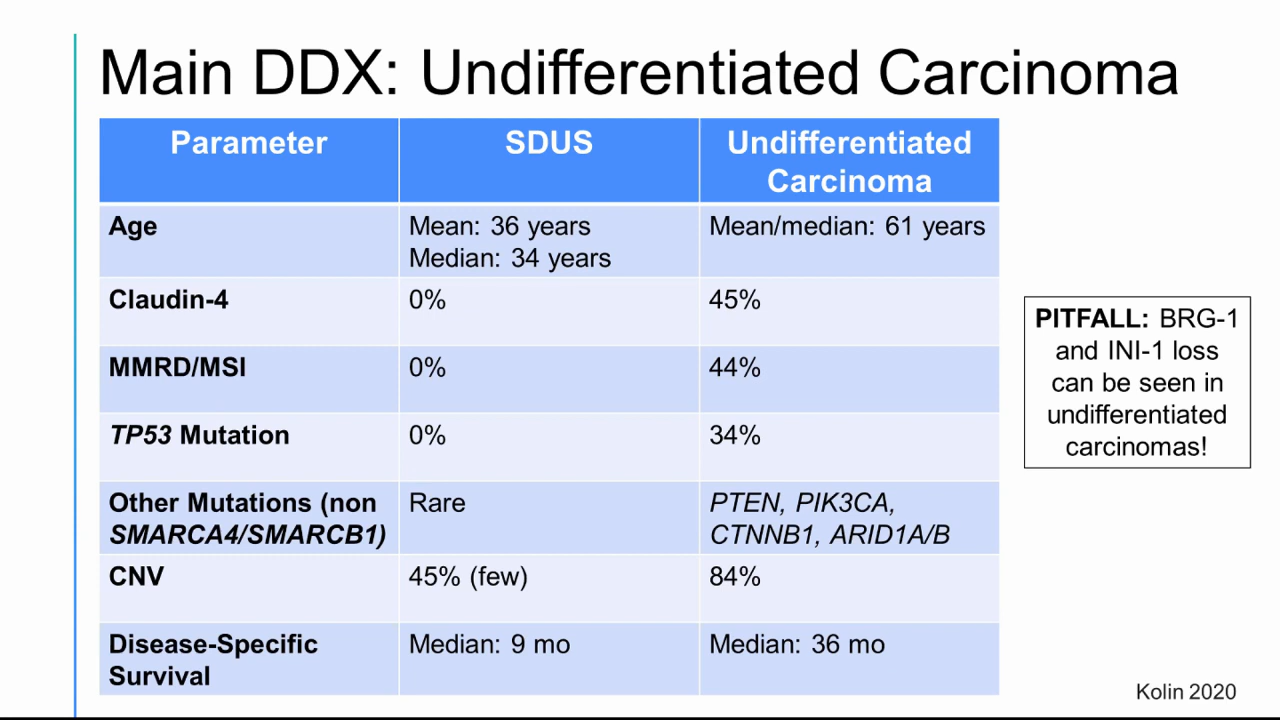 Main DDX: Undifferentiated Carcinoma
Parameter
SDUS
Undifferentiated
Carcinoma
Age
Mean: 36 years
Median: 34 years
Mean/median: 61 years
Claudin-4
0%
45%
MMRD/MSI
0%
44%
TP53 Mutation
0%
34%
Other Mutations (non
SMARCA4/SMARCB1)
Rare
PTEN, PIK3CA,
CTNNB1, ARID1A/B
CNV
45% (few)
84%
Disease-Specific
Survival
Median: 9 mo
Median: 36 mo
PITFALL: BRG-1
and INI-1 loss
can be seen in
undifferentiated
carcinomas!
Kolin 2020